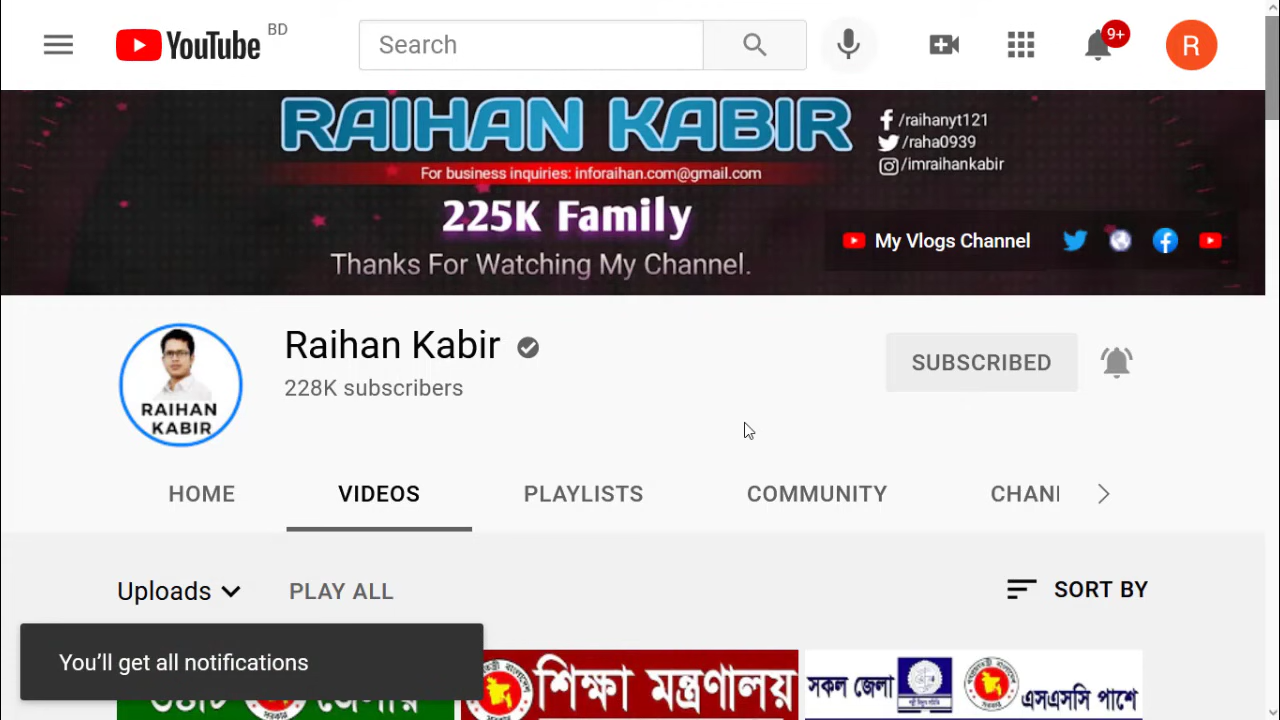 YouTube BD
Search
9+
R
RAIHAN KABIR
/raihanyt121
/raha0939
/imraihankabir
For business inquiries: inforaihan.com@gmail.com
225K Family
Thanks For Watching My Channel.
My Vlogs Channel
RAIHAN
KABIR
Raihan Kabir
228K subscribers
SUBSCRIBED
HOME VIDEOS PLAYLISTS COMMUNITY CHANI
Uploads PLAY ALL SORT BY
You’ll get all notifications
শিক্ষা মন্ত্রণালয়
সকল জেলা
এসএসসি পাশে